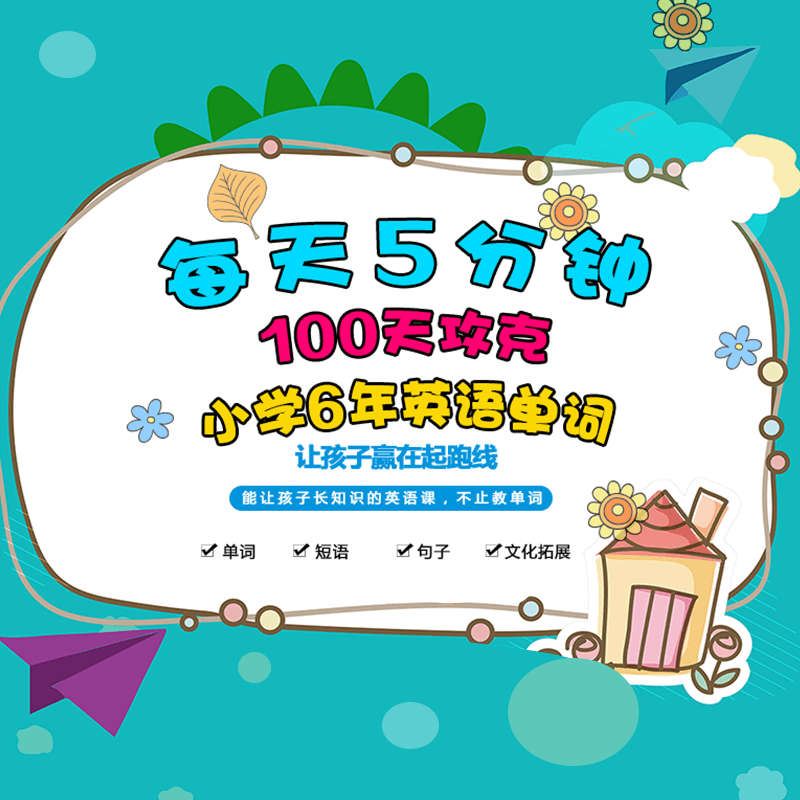 每天5分钟
100天攻克
小学6年英语单词
让孩子赢在起跑线
能让孩子长知识的英语课，不止教单词
单词 短语 句子 文化拓展